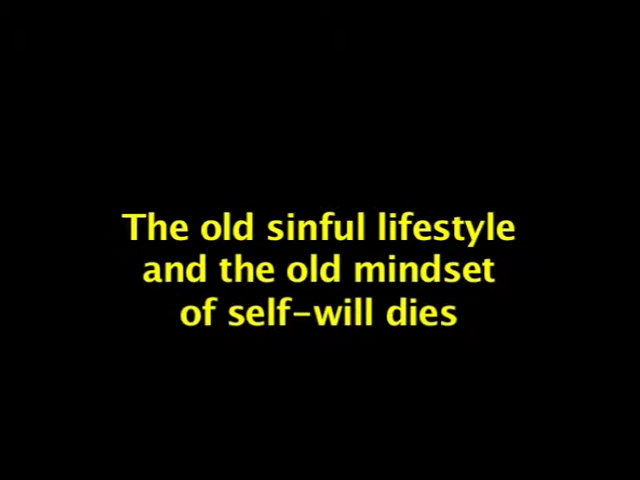 The old sinful lifestyle
and the old mindset
of self-will dies